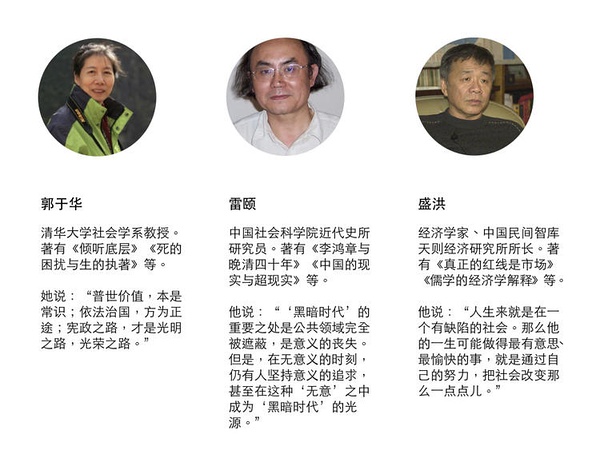 郭于华
清华大学社会学系教授。
著有《倾听底层》《死的
困扰与生的执著》等。
她说：“普世价值，本是
常识；依法治国，方为正
途；宪政之路，才是光明
之路，光荣之路。”
雷颐
中国社会科学院近代史所
研究员。著有《李鸿章与
晚清四十年》《中国的现
实与超现实》等。
他说：“‘黑暗时代’的
重要之处是公共领域完全
被遮蔽，是意义的丧失。
但是，在无意义的时刻，
仍有人坚持意义的追求，
甚至在这种‘无意’之中
成为‘黑暗时代’的光
源。”
盛洪
经济学家、中国民间智库
天则经济研究所所长。著
有《真正的红线是市场》
《儒学的经济学解释》等。
他说：“人生来就是在一
个有缺陷的社会。那么他
的一生可能做得最有意思、
最愉快的事，就是通过自
己的努力，把社会改变那
么一点点儿。”